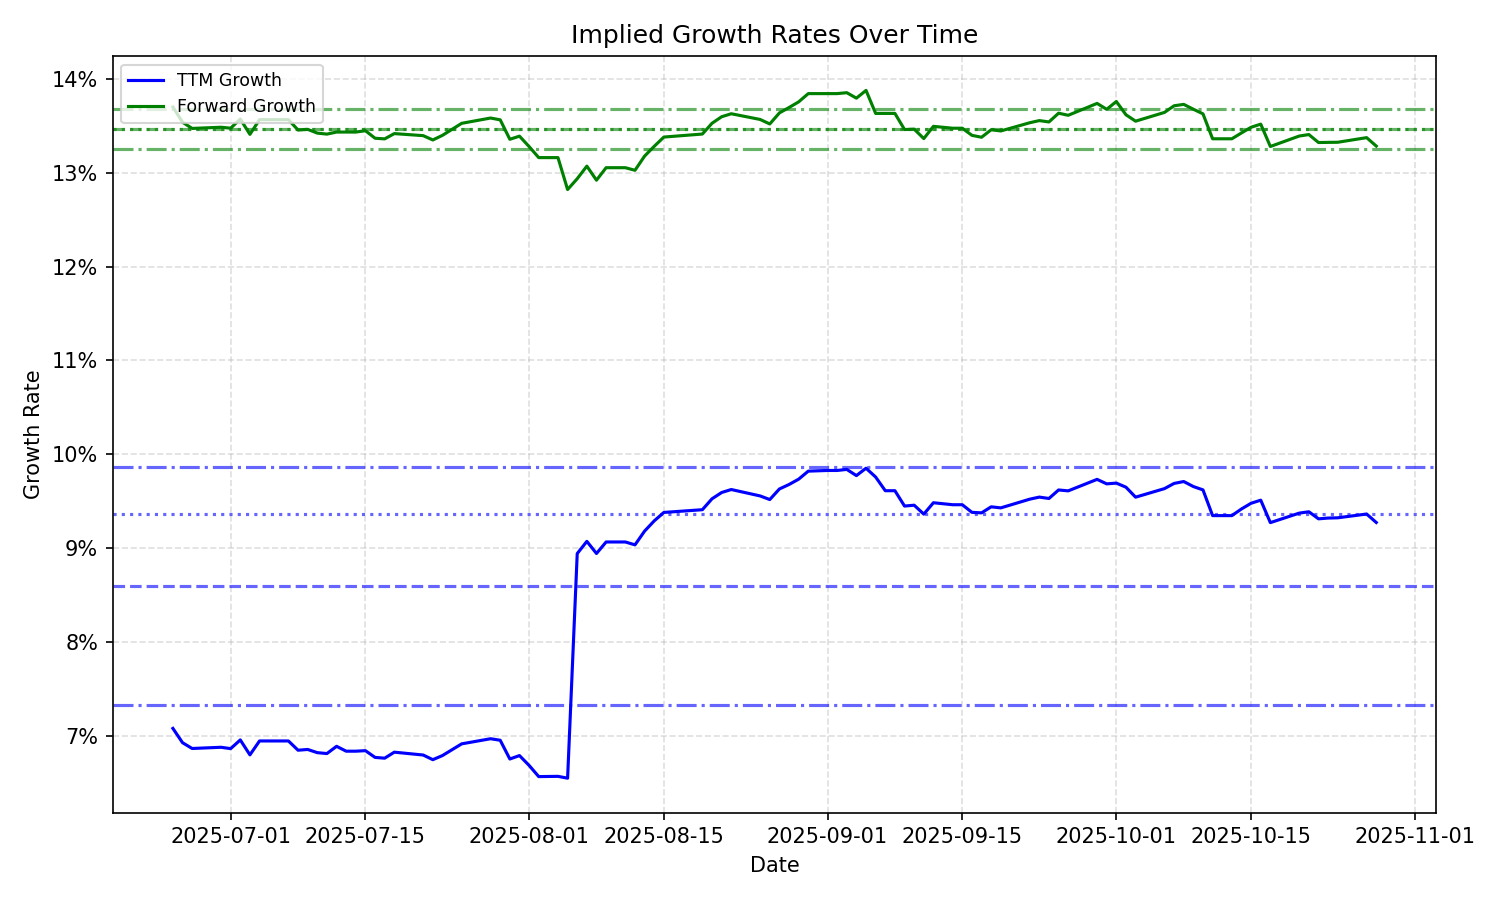 Implied Growth Rates Over Time
TTM Growth
Forward Growth
14%
13%
12%
11%
10%
9%
8%
7%
Growth Rate
2025-07-01 2025-07-15 2025-08-01 2025-08-15 2025-09-01 2025-09-15 2025-10-01 2025-10-15 2025-11-01
Date